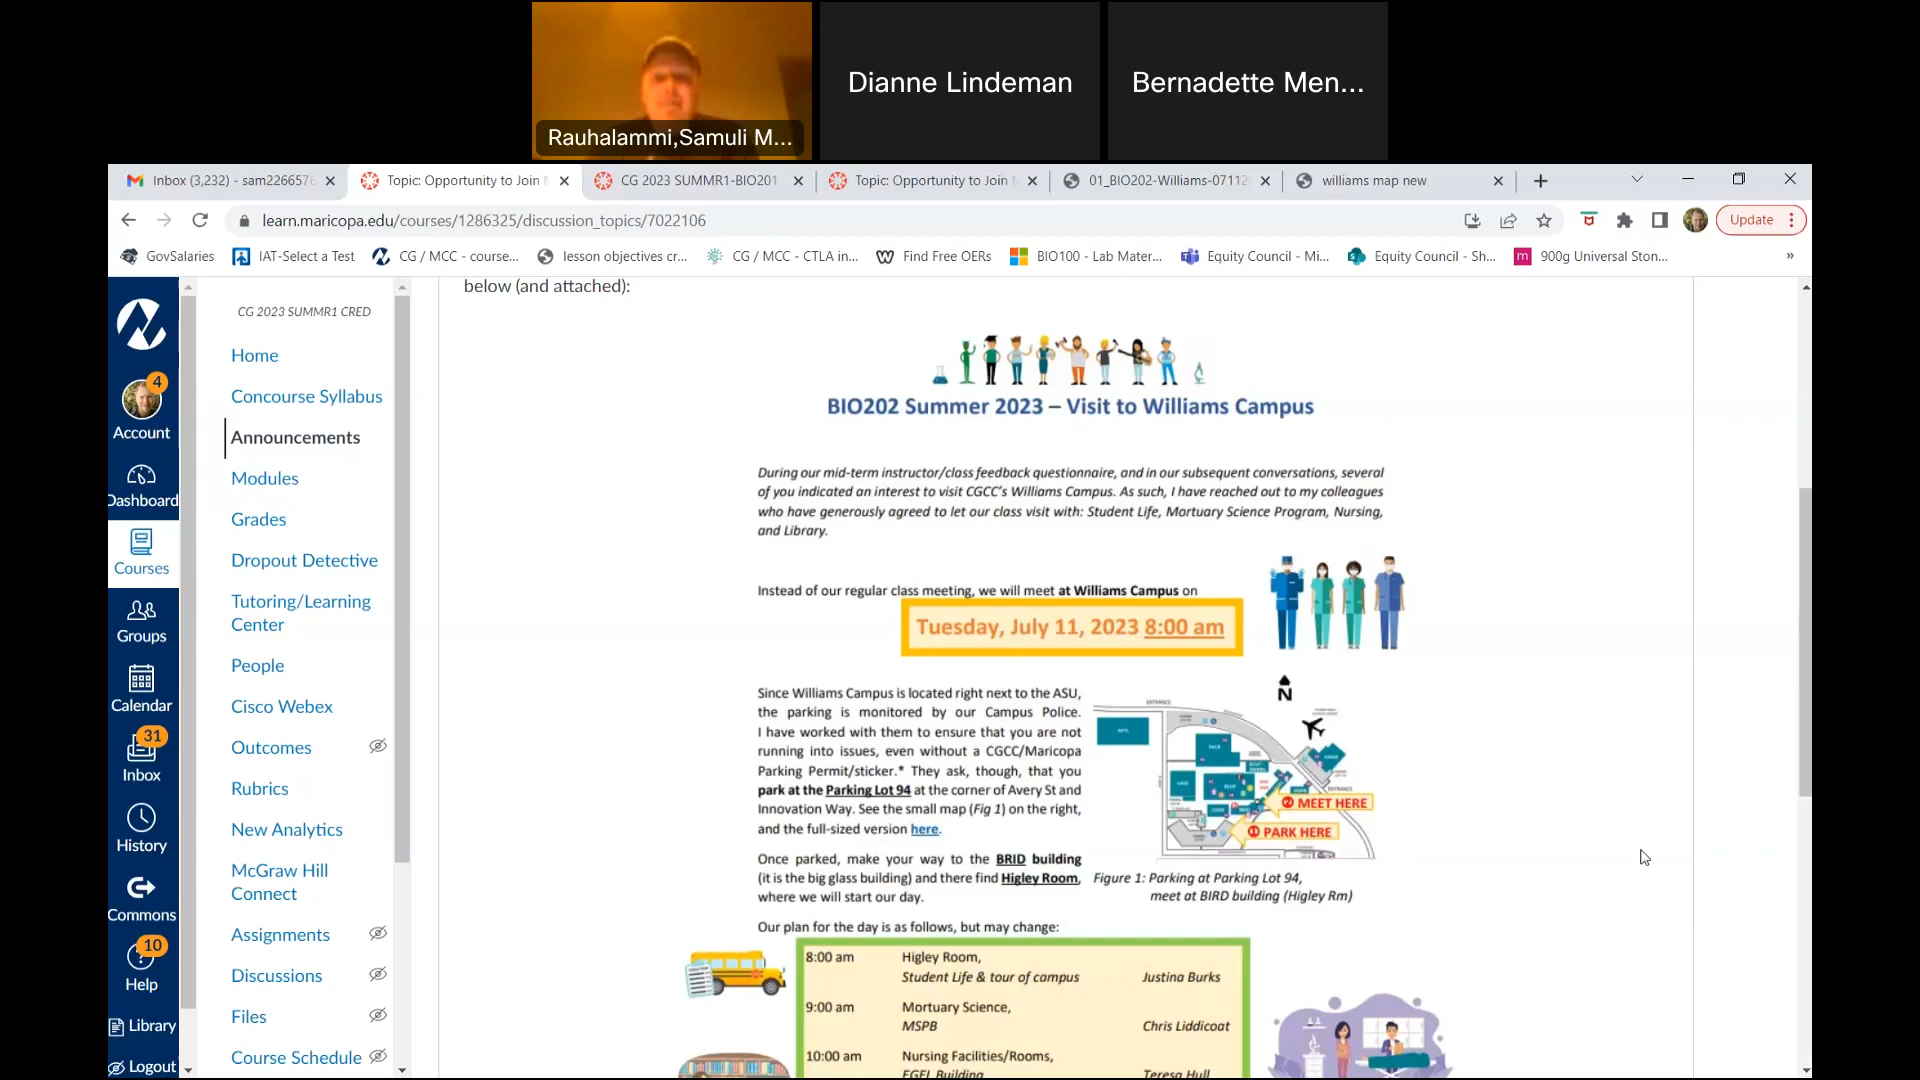 Dianne Lindeman
Bernadette Men...
Rauhalammi,Samuli M...
Inbox (3,232) - sam2266576
Topic: Opportunity to Join
CG 2023 SUMMR1-BIO201
Topic: Opportunity to Join
01_BIO202-Williams-07112
williams map new
learn.maricopa.edu/courses/1286325/discussion_topics/7022106
Update
GovSalaries
IAT-Select a Test
CG / MCC - course...
lesson objectives cr...
CG / MCC - CTLA in...
Find Free OERs
BIO100 - Lab Mater...
Equity Council - Mi...
Equity Council - Sh...
900g Universal Ston...
»
4
Account
Dashboard
Courses
Groups
Calendar
31
Inbox
History
Commons
10
Help
Library
Logout
CG 2023 SUMMR1 CRED
Home
Concourse Syllabus
Announcements
Modules
Grades
Dropout Detective
Tutoring/Learning
Center
People
Cisco Webex
Outcomes
Rubrics
New Analytics
McGraw Hill
Connect
Assignments
Discussions
Files
Course Schedule
below (and attached):
BIO202 Summer 2023 – Visit to Williams Campus
During our mid-term instructor/class feedback questionnaire, and in our subsequent conversations, several
of you indicated an interest to visit CGCC's Williams Campus. As such, I have reached out to my colleagues
who have generously agreed to let our class visit with: Student Life, Mortuary Science Program, Nursing,
and Library.
Instead of our regular class meeting, we will meet at Williams Campus on
Tuesday, July 11, 2023 8:00 am
Since Williams Campus is located right next to the ASU,
the parking is monitored by our Campus Police.
I have worked with them to ensure that you are not
running into issues, even without a CGCC/Maricopa
Parking Permit/sticker.* They ask, though, that you
park at the Parking Lot 94 at the corner of Avery St and
Innovation Way. See the small map (Fig 1) on the right,
and the full-sized version here.
Once parked, make your way to the BRID building
(it is the big glass building) and there find Higley Room,
where we will start our day.
N
ENTRANCE
ENTRANCE
② MEET HERE
① PARK HERE
Figure 1: Parking at Parking Lot 94,
meet at BIRD building (Higley Rm)
Our plan for the day is as follows, but may change:
8:00 am Higley Room,
Student Life & tour of campus Justina Burks
9:00 am Mortuary Science,
MSPB Chris Liddicoat
10:00 am Nursing Facilities/Rooms,
EGEL Building Teresa Hull